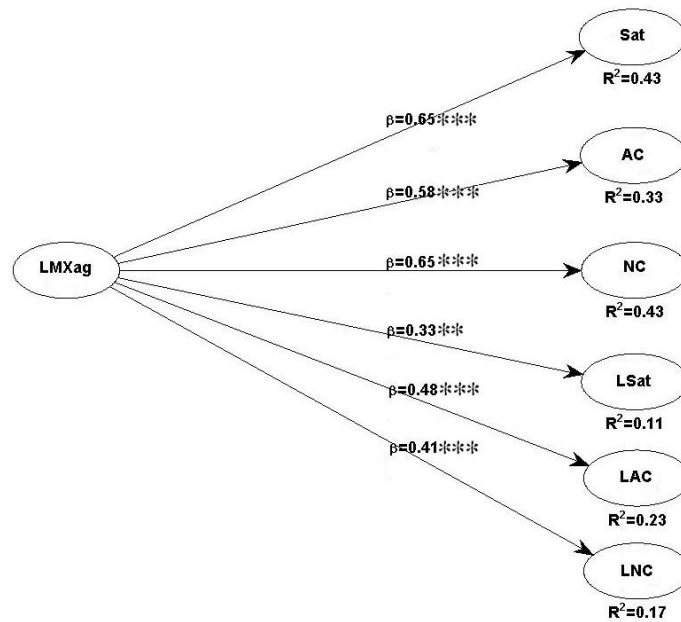 Sat
R²=0.43
β=0.65***
AC
R²=0.33
β=0.58***
LMXag
β=0.65***
NC
R²=0.43
β=0.33**
LSat
R²=0.11
β=0.48***
LAC
R²=0.23
β=0.41***
LNC
R²=0.17